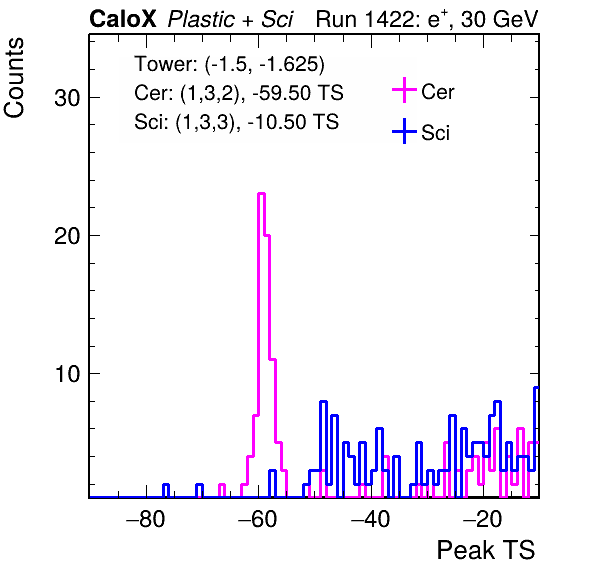 CaloX Plastic + Sci Run 1422: e+, 30 GeV
Counts
Tower: (-1.5, -1.625)
Cer: (1,3,2), -59.50 TS
Sci: (1,3,3), -10.50 TS
Cer
Sci
30
20
10
−80 −60 −40 −20
Peak TS